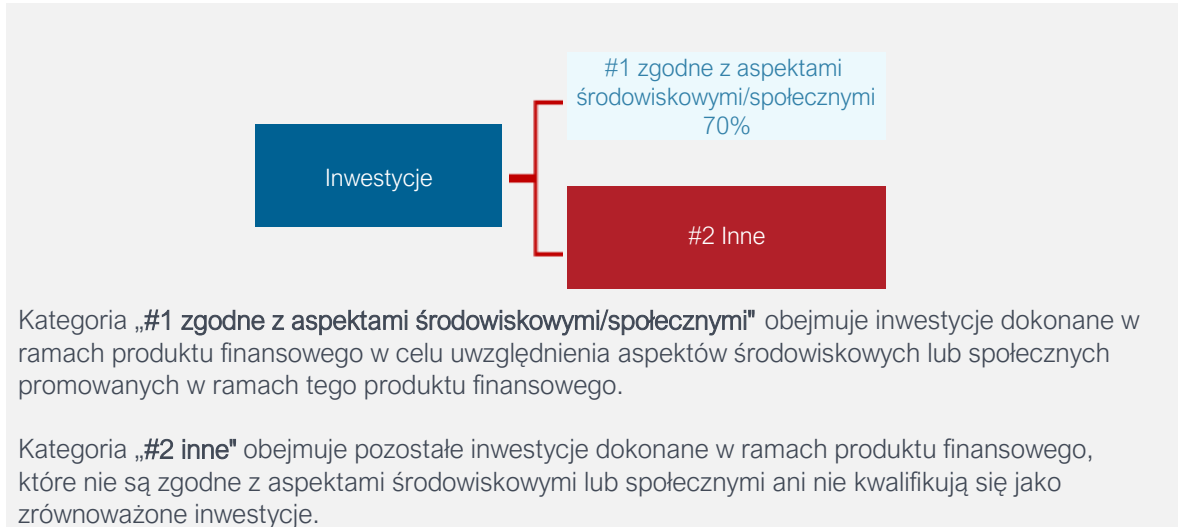 #1 zgodne z aspektami
środowiskowymi/społecznymi
70%
Inwestycje
#2 Inne
Kategoria „#1 zgodne z aspektami środowiskowymi/społecznymi" obejmuje inwestycje dokonane w
ramach produktu finansowego w celu uwzględnienia aspektów środowiskowych lub społecznych
promowanych w ramach tego produktu finansowego.
Kategoria „#2 inne" obejmuje pozostałe inwestycje dokonane w ramach produktu finansowego,
które nie są zgodne z aspektami środowiskowymi lub społecznymi ani nie kwalifikują się jako
zrównoważone inwestycje.